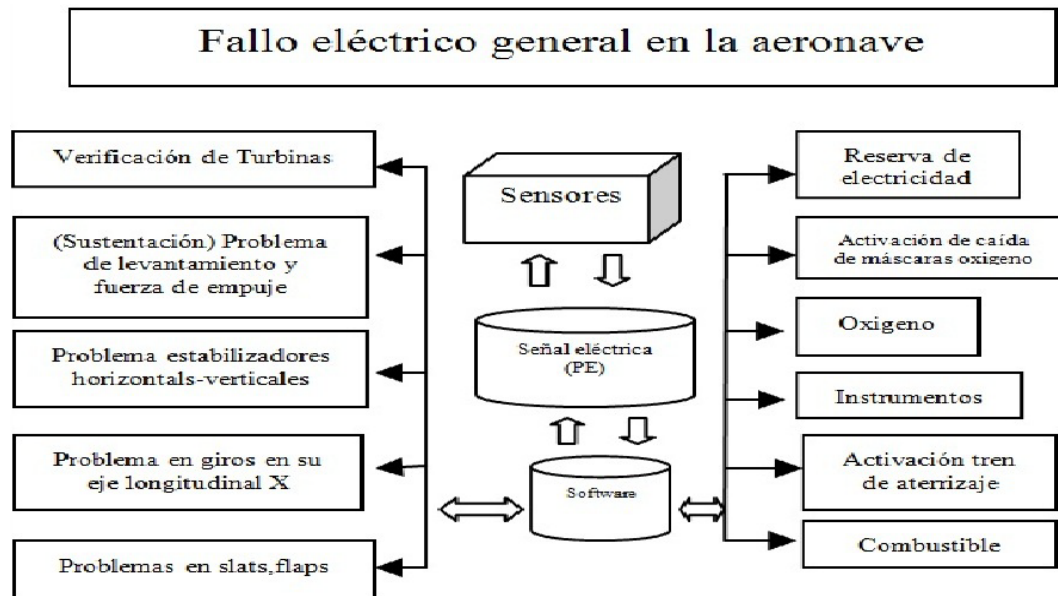 Fallo eléctrico general en la aeronave
Verificación de Turbinas
(Sustentación) Problema
de levantamiento y
fuerza de empuje
Problema estabilizadores
horizontals-verticales
Problema en giros en su
eje longitudinal X
Problemas en slats,flaps
Sensores
Señal eléctrica
(PE)
Software
Reserva de
electricidad
Activación de caída
de máscaras oxigeno
Oxigeno
Instrumentos
Activación tren
de aterrizaje
Combustible